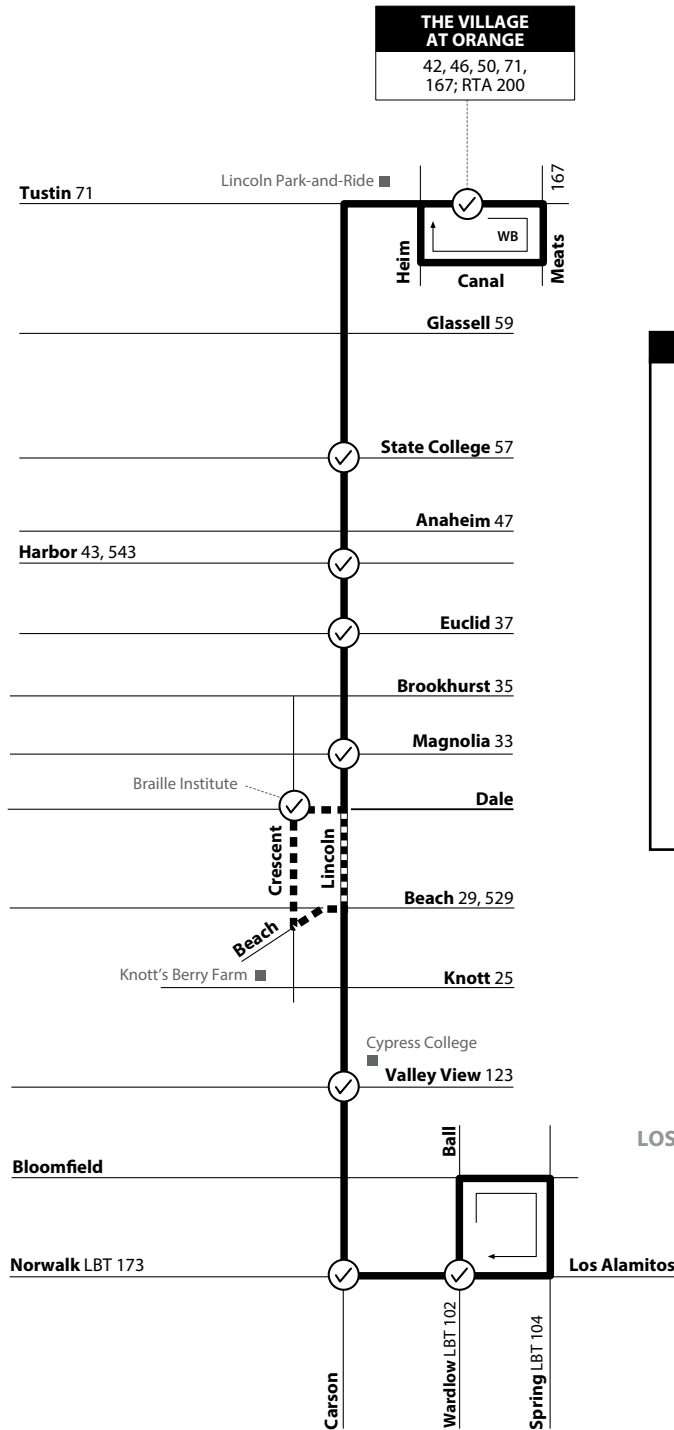 THE VILLAGE
AT ORANGE
42, 46, 50, 71,
167; RTA 200
Lincoln Park-and-Ride
167
Tustin 71
WB
Heim
Canal
Meats
Glassell 59
State College 57
Anaheim 47
Harbor 43, 543
Euclid 37
Brookhurst 35
Magnolia 33
Braille Institute
Dale
Crescent
Lincoln
Beach 29, 529
Beach
Knott's Berry Farm
Knott 25
Cypress College
Valley View 123
Ball
LOS
Bloomfield
Norwalk LBT 173
Los Alamitos
Carson
Wardlow LBT 102
Spring LBT 104